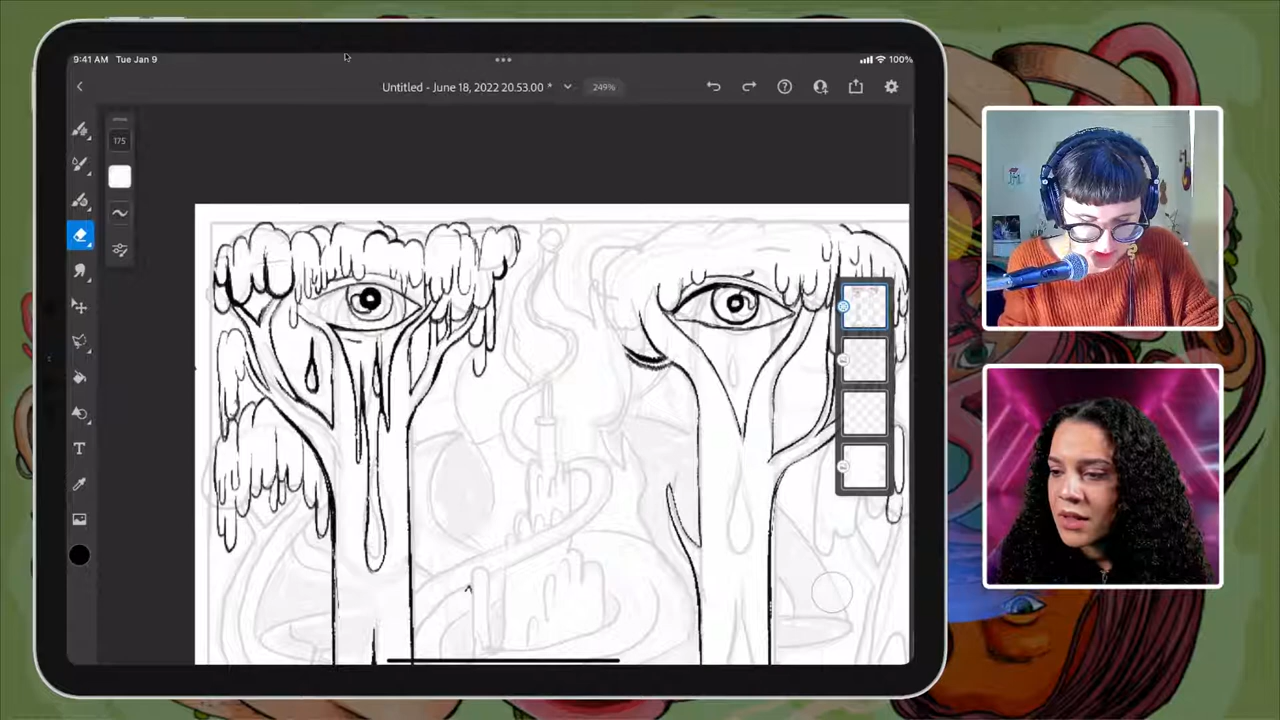 9:41 AM Tue Jan 9
100%
Untitled - June 18, 2022 20.53.00 *
249%
175
T